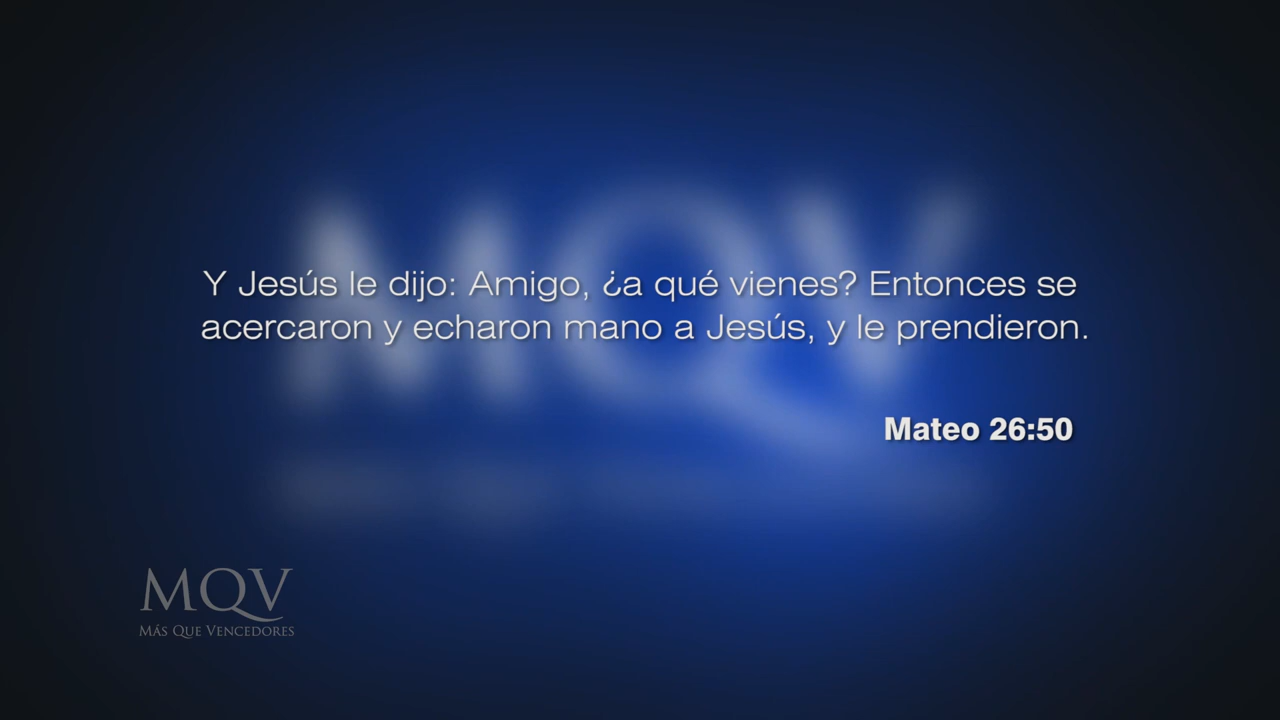 Y Jesús le dijo: Amigo, ¿a qué vienes? Entonces se
acercaron y echaron mano a Jesús, y le prendieron.
Mateo 26:50
MQV
MÁS QUE VENCEDORES